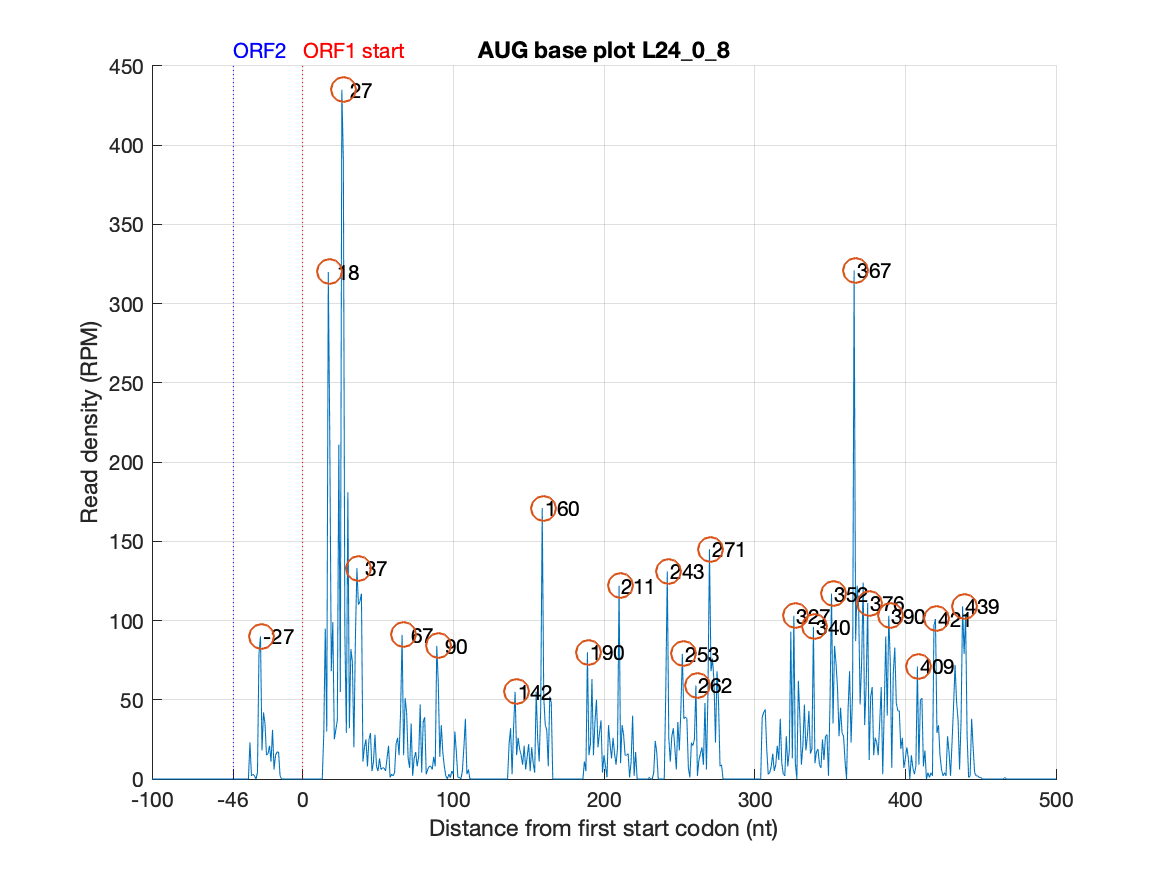 ORF2 ORF1 start AUG base plot L24_0_8
450
27
400
350
18 367
300
250
Read density (RPM)
200
160
150
37 271
243
211 352 376 439
100 327 390 421
-27 67 340
90 190 253
409
142 262
50
0
-100 -46 0 100 200 300 400 500
Distance from first start codon (nt)